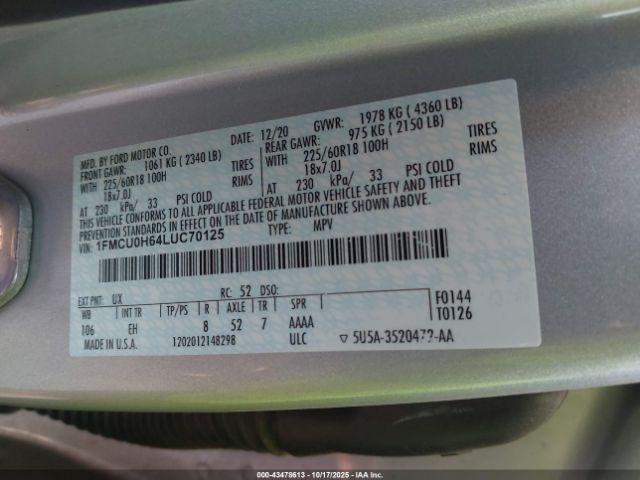 MFD. BY FORD MOTOR CO. DATE: 12/20 GVWR: 1978 KG ( 4360 LB)
FRONT GAWR: 1061 KG ( 2340 LB) REAR GAWR: 975 KG ( 2150 LB)
WITH 225/60R18 100H TIRES WITH 225/60R18 100H TIRES
18x7.0J RIMS 18x7.0J RIMS
AT 230 kPa/ 33 PSI COLD AT 230 kPa/ 33 PSI COLD
THIS VEHICLE CONFORMS TO ALL APPLICABLE FEDERAL MOTOR VEHICLE SAFETY AND THEFT
PREVENTION STANDARDS IN EFFECT ON THE DATE OF MANUFACTURE SHOWN ABOVE.
VIN: 1FMCU0H64LUC70125 TYPE: MPV
EXT PNT: UX RC: 52 DSO: F0144
WB INT TR TP/PS R AXLE TR SPR T0126
106 EH 8 52 7 AAAA
MADE IN U.S.A. 1202012148298 ULC ▽ 5U5A-3520472-AA
000-43478613 - 10/17/2025 - IAA Inc.